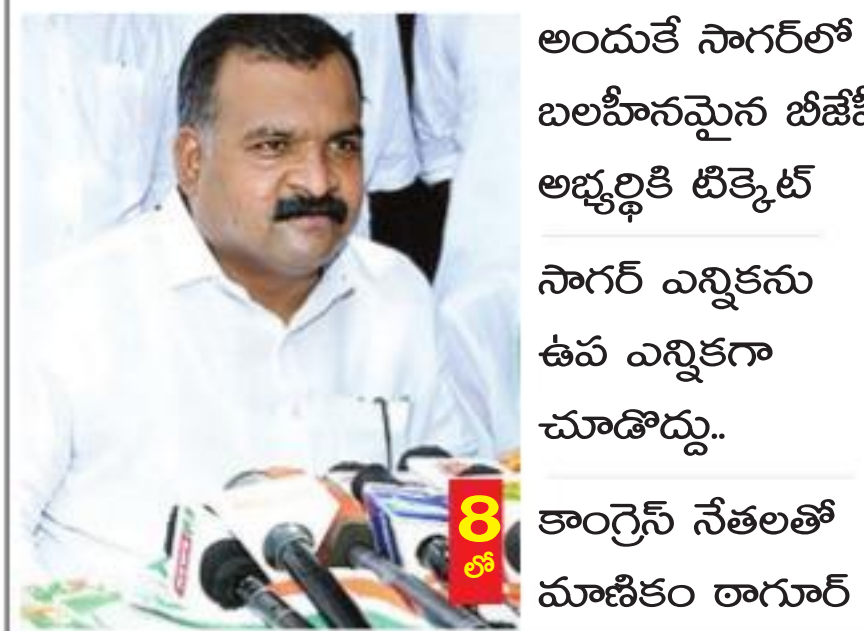 అందుకే సాగర్‌లో
బలహీనమైన బీజేపీ
అభ్యర్థికి టిక్కెట్
సాగర్ ఎన్నికను
ఉప ఎన్నికగా
చూడొద్దు..
కాంగ్రెస్ నేతలతో
మాణికం ఠాగూర్
8
లో